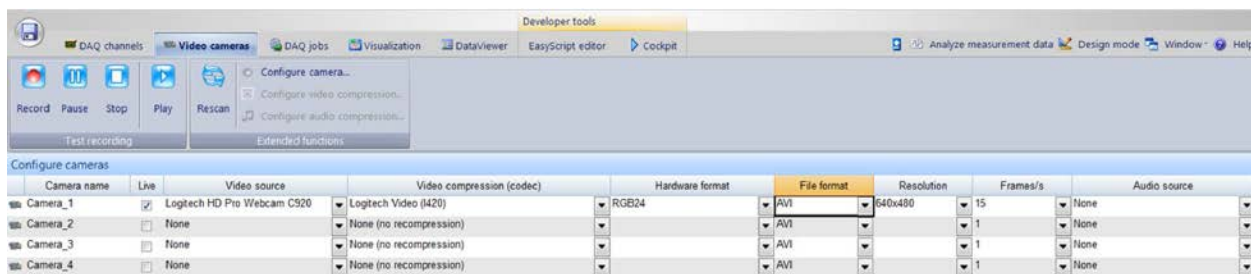 Developer tools
DAQ channels Video cameras DAQ jobs Visualization DataViewer EasyScript editor Cockpit Analyze measurement data Design mode Window Help
Configure camera...
Configure video compression...
Record Pause Stop Play Rescan
Configure audio compression...
Test recording Extended functions
Configure cameras
Camera name Live Video source Video compression (codec) Hardware format File format Resolution Frames/s Audio source
Camera_1 Logitech HD Pro Webcam C920 Logitech Video (I420) RGB24 AVI 640x480 15 None
Camera_2 None None (no recompression) AVI 1 None
Camera_3 None None (no recompression) AVI 1 None
Camera_4 None None (no recompression) AVI 1 None